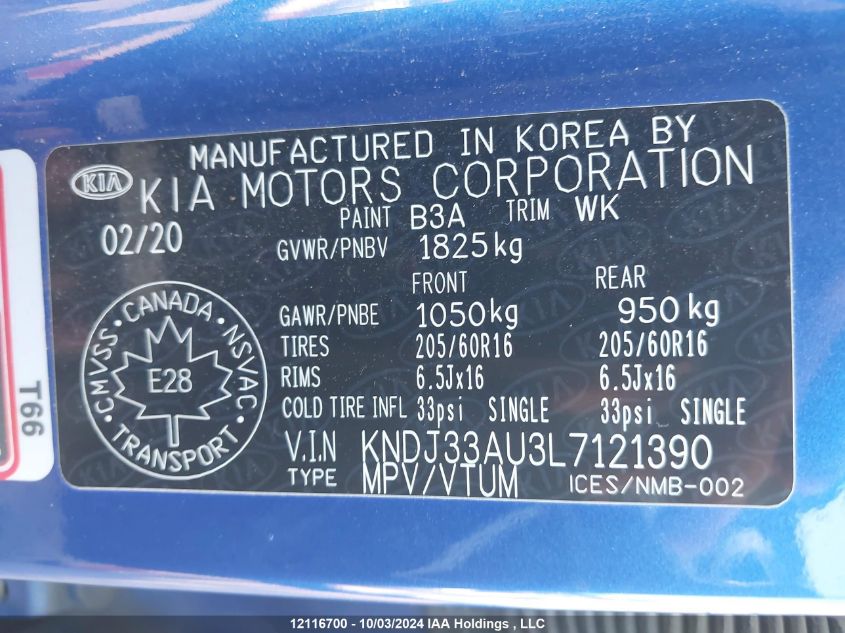 MANUFACTURED IN KOREA BY
KIA KIA MOTORS CORPORATION
02/20 PAINT B3A TRIM WK
GVWR/PNBV 1825kg
FRONT REAR
GAWR/PNBE 1050kg 950kg
TIRES 205/60R16 205/60R16
RIMS 6.5Jx16 6.5Jx16
COLD TIRE INFL 33psi SINGLE 33psi SINGLE
V.I.N KNDJ33AU3L7121390
TYPE MPV/VTUM ICES/NMB-002
CANADA
CMVSS · NSVAC
E28
TRANSPORT
T66
12116700 - 10/03/2024 IAA Holdings , LLC